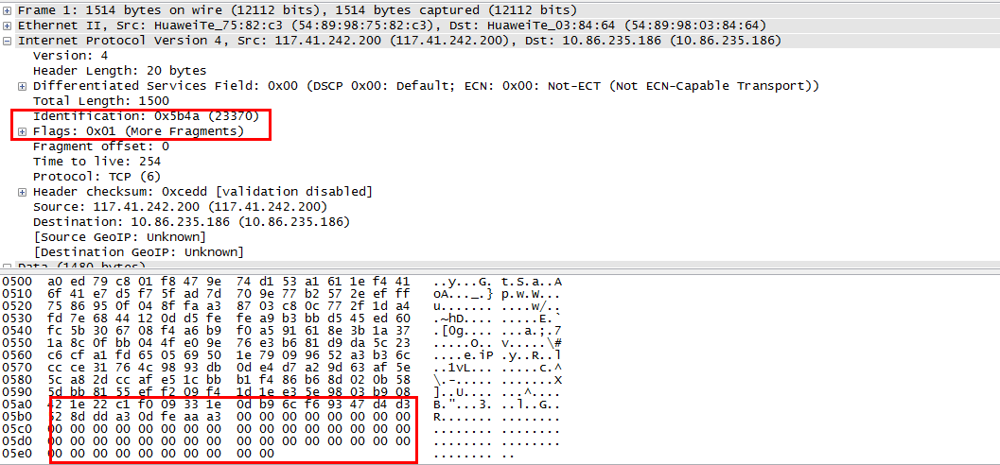 Frame 1: 1514 bytes on wire (12112 bits), 1514 bytes captured (12112 bits)
Ethernet II, Src: HuaweiTe_75:82:c3 (54:89:98:75:82:c3), Dst: HuaweiTe_03:84:64 (54:89:98:03:84:64)
Internet Protocol Version 4, Src: 117.41.242.200 (117.41.242.200), Dst: 10.86.235.186 (10.86.235.186)
Version: 4
Header Length: 20 bytes
Differentiated Services Field: 0x00 (DSCP 0x00: Default; ECN: 0x00: Not-ECT (Not ECN-Capable Transport))
Total Length: 1500
Identification: 0x5b4a (23370)
Flags: 0x01 (More Fragments)
Fragment offset: 0
Time to live: 254
Protocol: TCP (6)
Header checksum: 0xcedd [validation disabled]
Source: 117.41.242.200 (117.41.242.200)
Destination: 10.86.235.186 (10.86.235.186)
[Source GeoIP: Unknown]
[Destination GeoIP: Unknown]
Data (1480 bytes)
0500 a0 ed 79 c8 01 f8 47 9e 74 d1 53 a1 61 1e f4 41 ..y...G. t.S.a..A
0510 6f 41 e7 d5 f7 5f ad 7d 70 9e 77 b2 57 2e ef ff oA..._.} p.w.W...
0520 75 86 95 0f 04 8f fa a3 87 03 c8 0c 77 2f 1d a4 u....... ....w/..
0530 fd 7e 68 44 12 0d d5 fe fe a9 b3 bb d5 45 ed 60 .~hD.... .....E.`
0540 fc 5b 30 67 08 f4 a6 b9 f0 a5 91 61 8e 3b 1a 37 .[0g.... ...a.;.7
0550 1a 8c 0f bb 04 4f e0 9e 76 e3 b6 81 d9 da 5c 23 .....O.. v.....\#
0560 c6 cf a1 fd 65 05 69 50 1e 79 09 96 52 a3 b3 6c ....e.iP .y..R..l
0570 cc ce 31 76 4c 98 93 db 0d e4 d7 a2 9d 63 af 5e ..1vL... .....c.^
0580 5c a8 2d cc af e5 1c bb b1 f4 86 b6 8d 02 0b 58 \.-..... .......X
0590 5d bb 81 55 ef f2 09 f4 1d 1e e3 5e 98 03 b9 08 ]..U.... ...^....
05a0 42 1e 22 c1 f0 09 33 1e 0d b9 6c f6 93 47 d4 d3 B."...3. ..l..G..
05b0 52 8d dd a3 0d fe aa a3 00 00 00 00 00 00 00 00 R....... ........
05c0 00 00 00 00 00 00 00 00 00 00 00 00 00 00 00 00 ........ ........
05d0 00 00 00 00 00 00 00 00 00 00 00 00 00 00 00 00 ........ ........
05e0 00 00 00 00 00 00 00 00 00 00 ........ ..